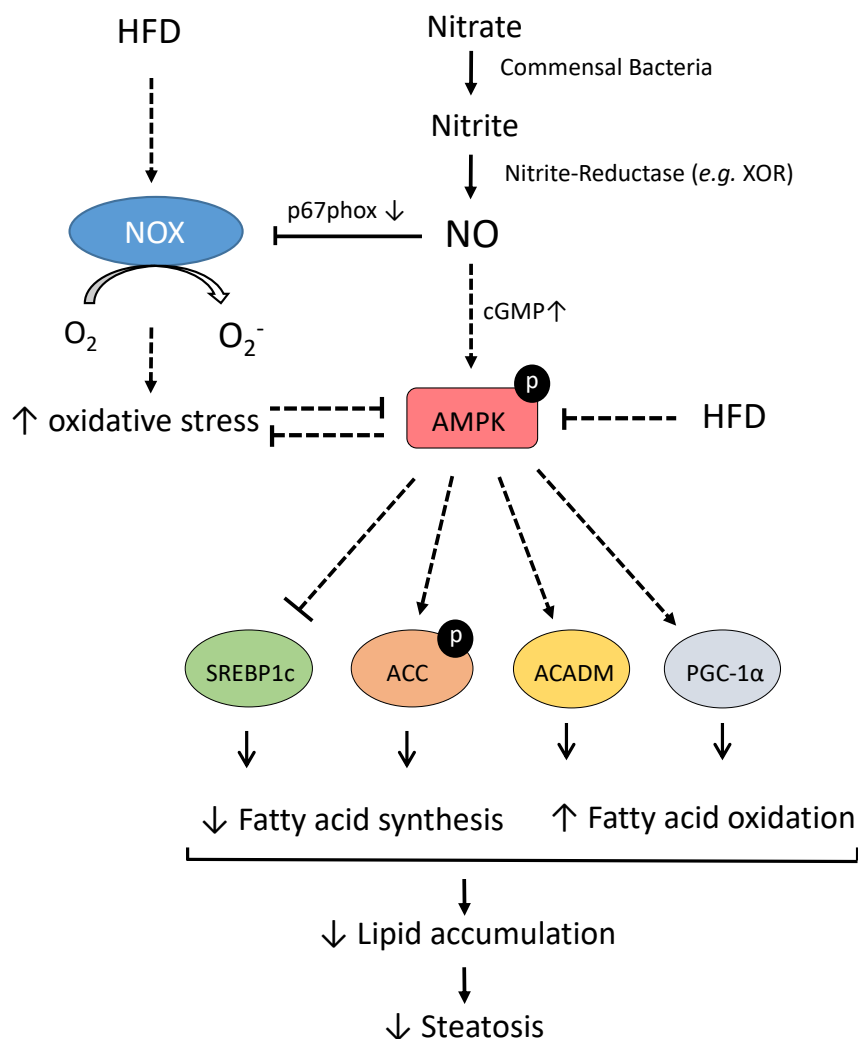 HFD
Nitrate
Commensal Bacteria
Nitrite
Nitrite-Reductase (e.g. XOR)
p67phox ↓
NOX
NO
cGMP↑
O₂
O₂⁻
p
↑ oxidative stress
AMPK
HFD
p
SREBP1c
ACC
ACADM
PGC-1α
↓ Fatty acid synthesis
↑ Fatty acid oxidation
↓ Lipid accumulation
↓ Steatosis